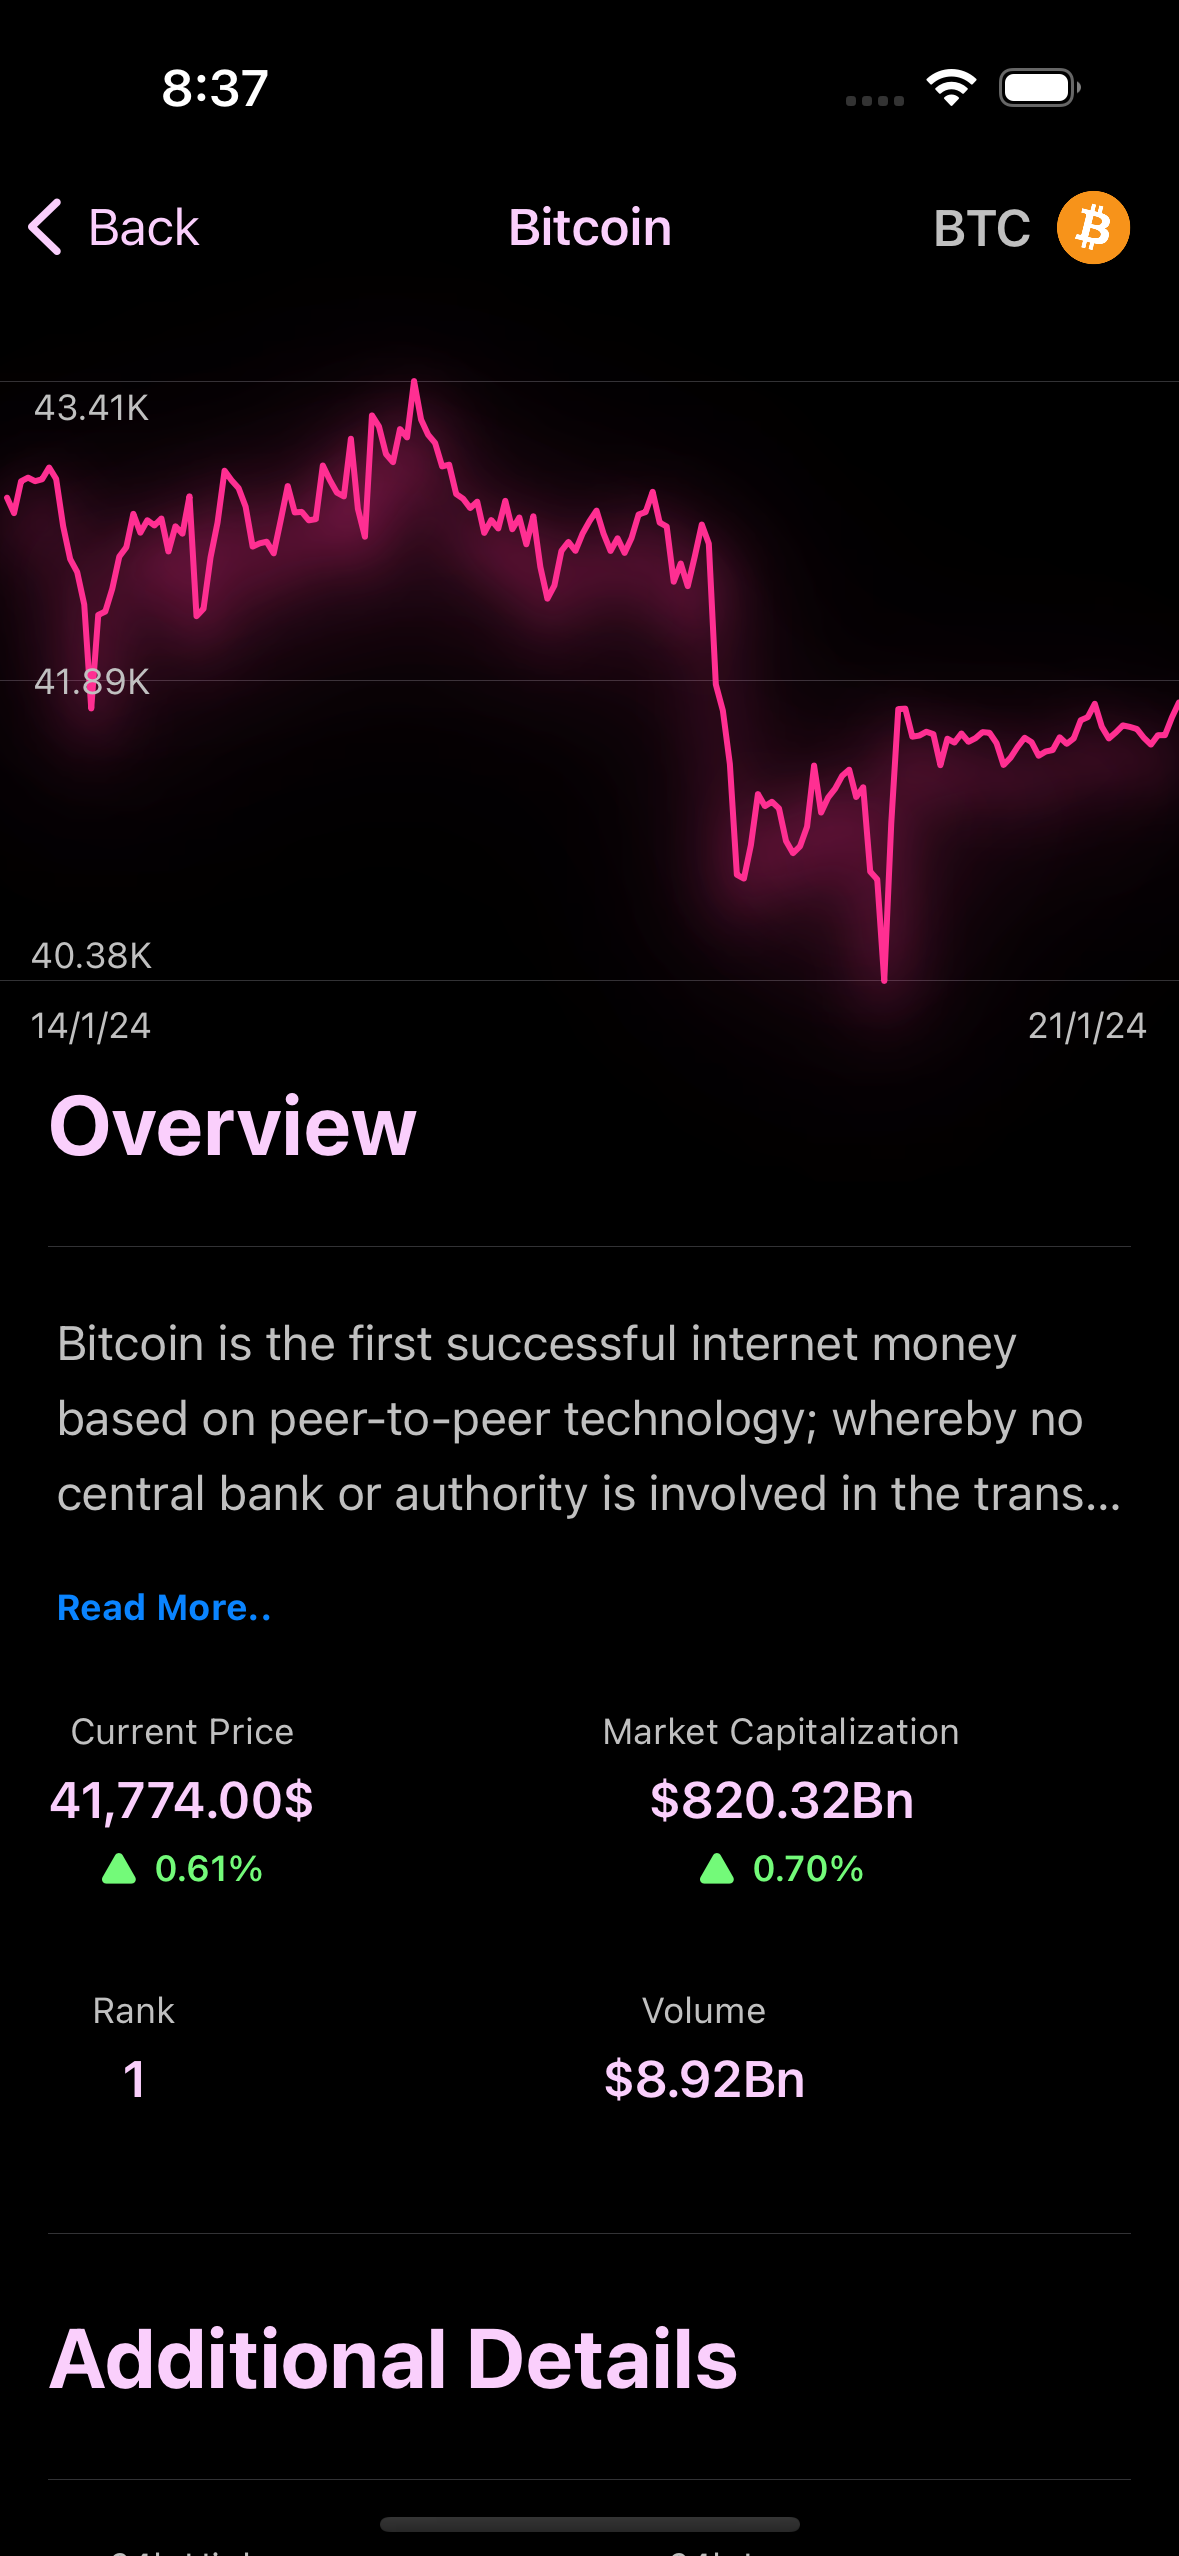 8:37
Back
Bitcoin
BTC
43.41K
41.89K
40.38K
14/1/24
21/1/24
Overview
Bitcoin is the first successful internet money
based on peer-to-peer technology; whereby no
central bank or authority is involved in the trans...
Read More..
Current Price
Market Capitalization
41,774.00$
$820.32Bn
0.61%
0.70%
Rank
Volume
1
$8.92Bn
Additional Details